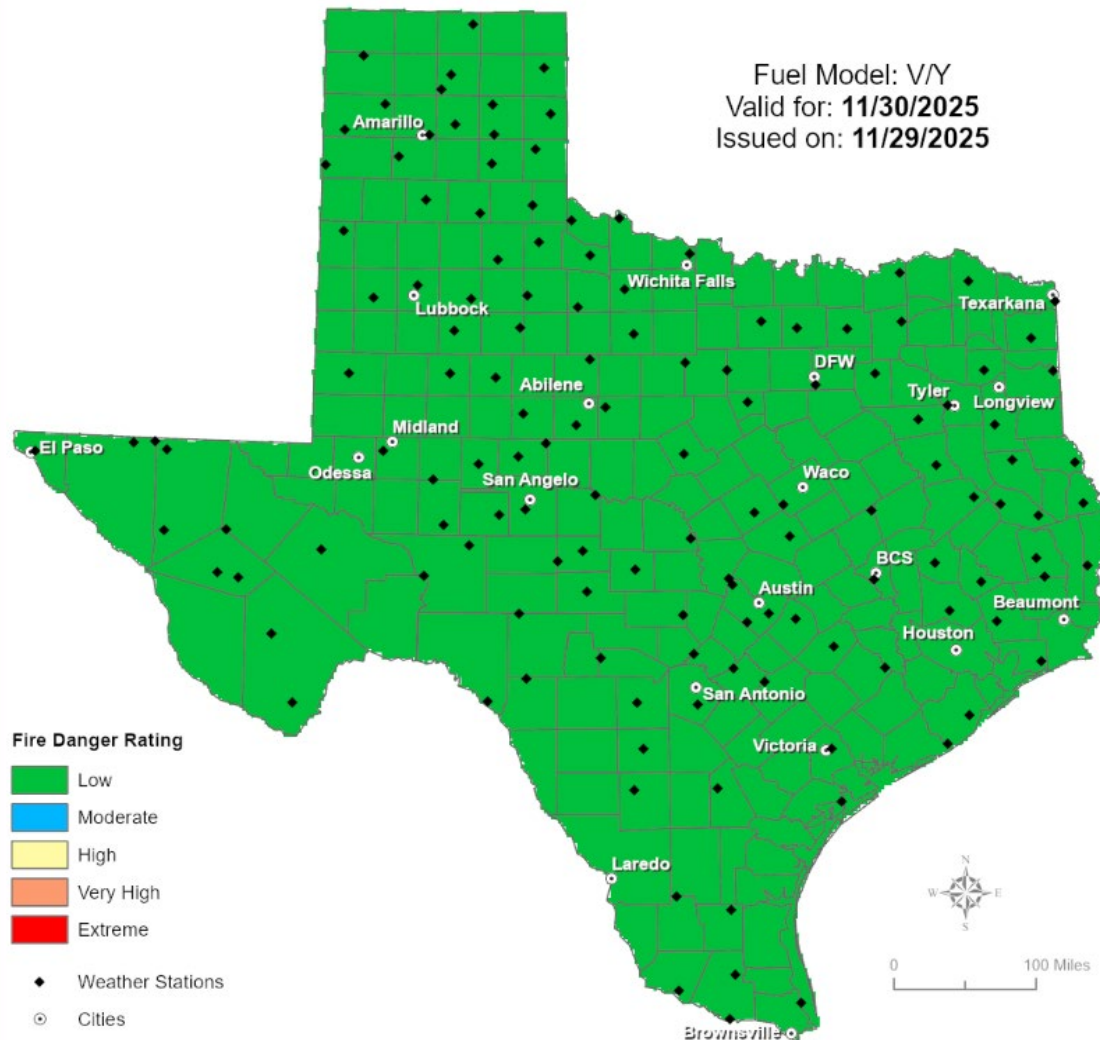 Fuel Model: V/Y
Valid for: 11/30/2025
Issued on: 11/29/2025
Amarillo
Wichita Falls
Lubbock
Texarkana
DFW
Abilene
Tyler
Longview
Midland
El Paso
Odessa
San Angelo
Waco
BCS
Austin
Beaumont
Houston
San Antonio
Victoria
Fire Danger Rating
Low
Moderate
High
Very High
Extreme
Weather Stations
Cities
Laredo
Brownsville
N
W E
S
0 100 Miles